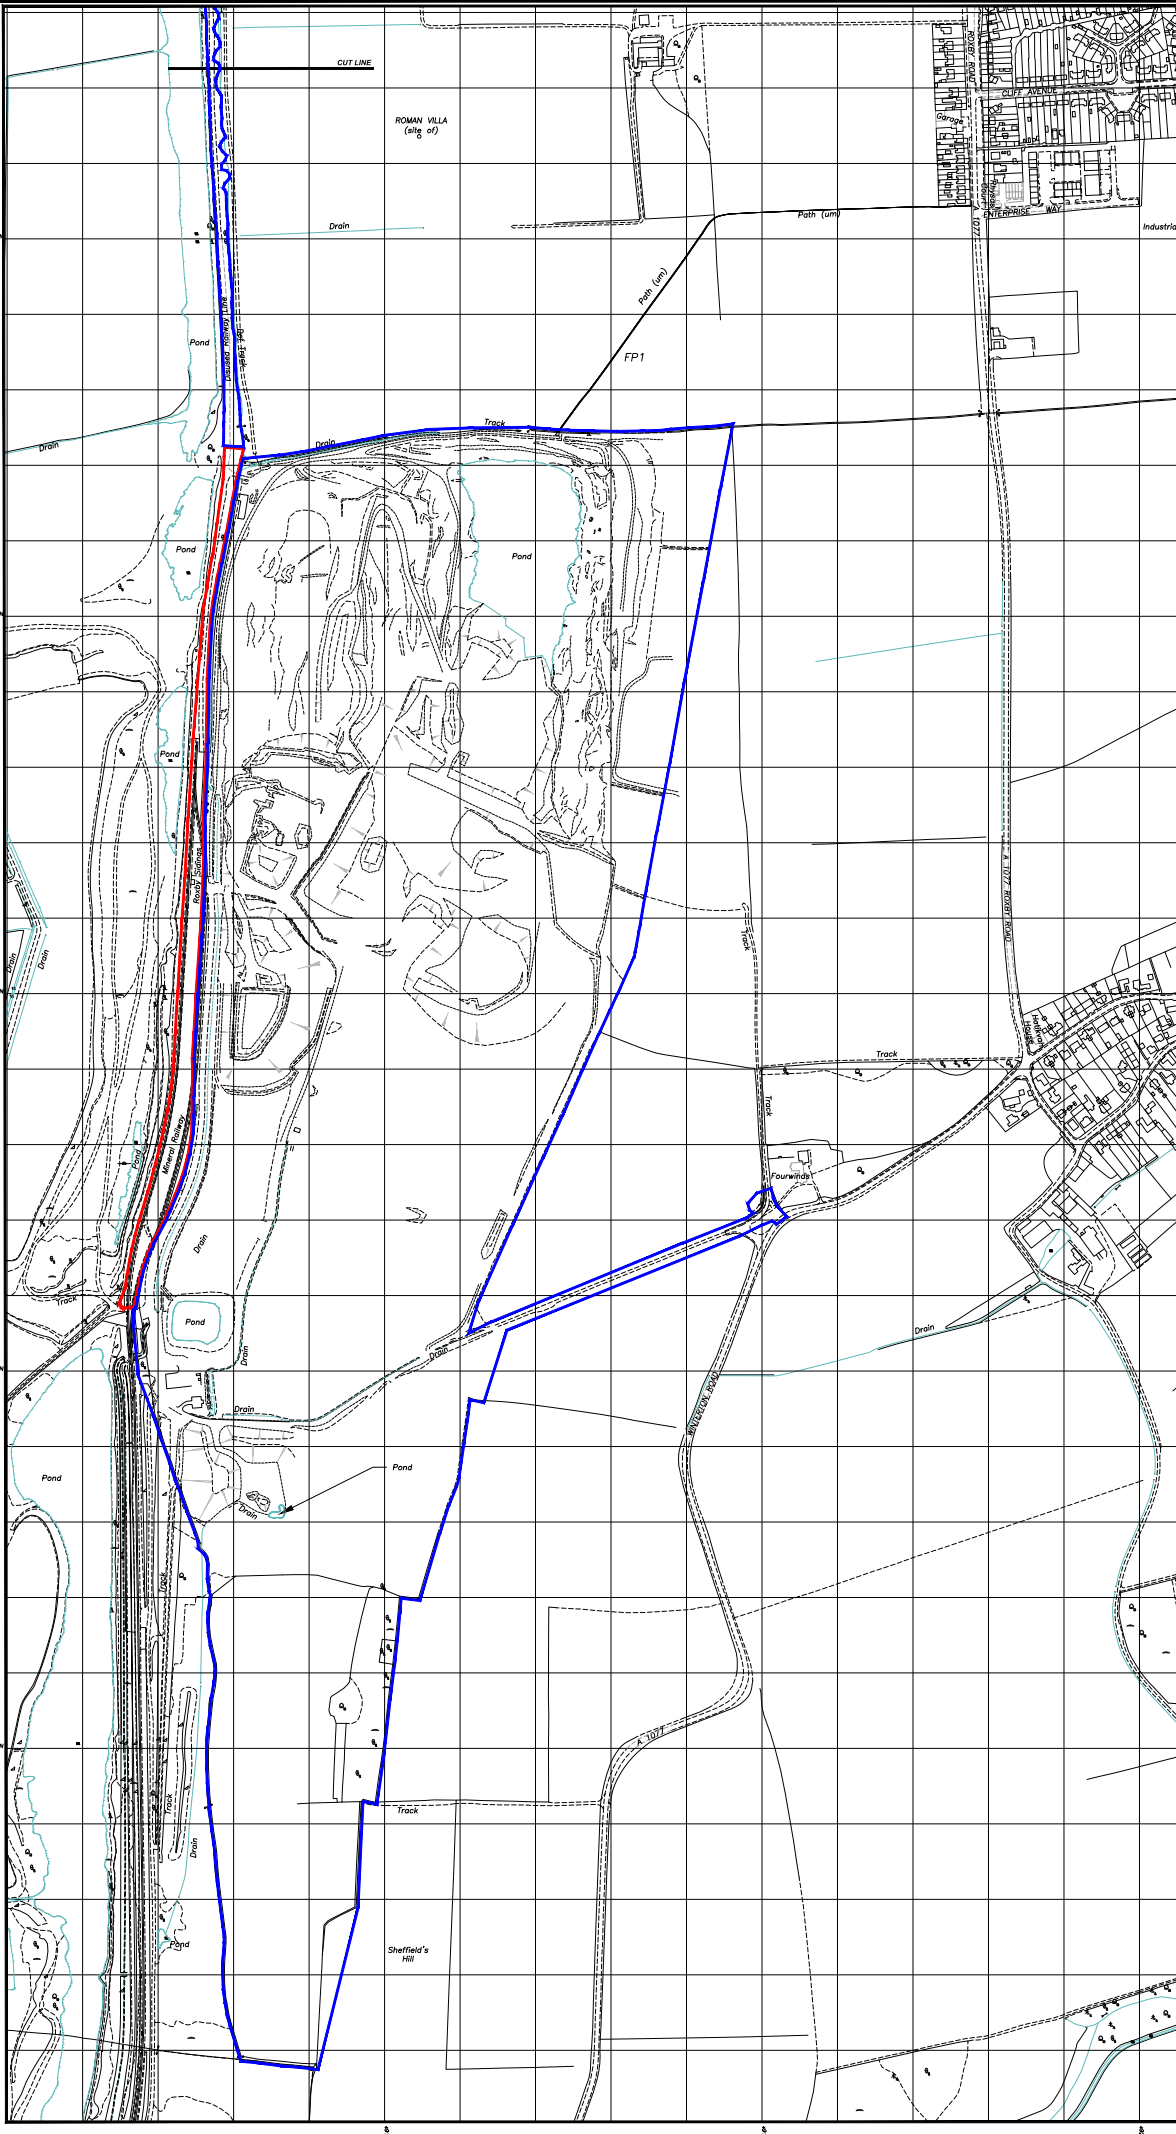 CUT LINE
ROMAN VILLA
(site of)
ROXBY ROAD
CLIFF AVENUE
Garage
ENTERPRISE WAY
A 1077
Industria
Path (um)
Drain
Path (um)
FP1
Disused Railway Line
Pond
Track
Drain
Drain
Pond
Pond
Pond
Roxby Sidings
Track
A 1077 ROXBY ROAD
Drain
Drain
Track
Track
Mineral Railway
Pond
Fourwinds
Drain
Track
Pond
Drain
Drain
Drain
WINTERTON ROAD
Drain
Pond
Pond
Drain
Track
A 1077
Track
Track
Drain
Pond
Sheffield's
Hill